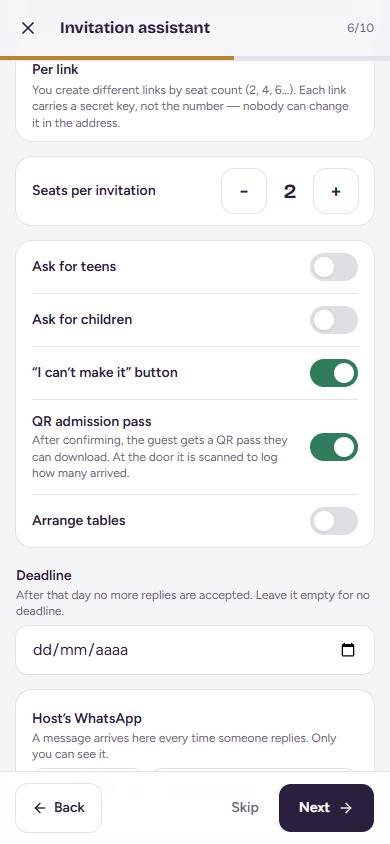 Invitation assistant
6/10
Per link
You create different links by seat count (2, 4, 6…). Each link
carries a secret key, not the number — nobody can change
it in the address.
Seats per invitation
- 2 +
Ask for teens
Ask for children
“I can’t make it” button
QR admission pass
After confirming, the guest gets a QR pass they
can download. At the door it is scanned to log
how many arrived.
Arrange tables
Deadline
After that day no more replies are accepted. Leave it empty for no
deadline.
dd/mm/aaaa
Host’s WhatsApp
A message arrives here every time someone replies. Only
you can see it.
Back
Skip
Next